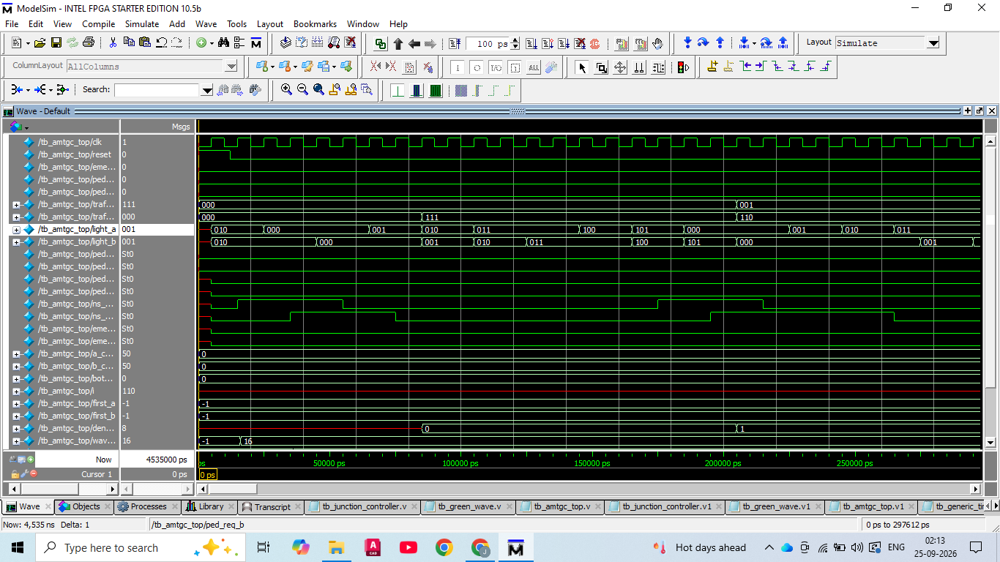 ModelSim - INTEL FPGA STARTER EDITION 10.5b
File Edit View Compile Simulate Add Wave Tools Layout Bookmarks Window Help
100 ps
Layout Simulate
ColumnLayout AllColumns
ALL
Search:
Wave - Default
Msgs
/tb_amtgc_top/clk 1
/tb_amtgc_top/reset 0
/tb_amtgc_top/eme... 0
/tb_amtgc_top/ped... 0
/tb_amtgc_top/ped... 0
/tb_amtgc_top/traf... 111 000 001
/tb_amtgc_top/traf... 000 000 111 110
/tb_amtgc_top/light_a 001 010 000 001 010 011 100 101 000 001 010 011
/tb_amtgc_top/light_b 001 010 000 001 010 011 100 101 000 001
/tb_amtgc_top/ped... St0
/tb_amtgc_top/ped... St0
/tb_amtgc_top/ped... St0
/tb_amtgc_top/ped... St0
/tb_amtgc_top/ns_... St0
/tb_amtgc_top/ns_... St0
/tb_amtgc_top/eme... St0
/tb_amtgc_top/eme... St0
/tb_amtgc_top/a_c... 50 0
/tb_amtgc_top/b_c... 50 0
/tb_amtgc_top/bot... 0 0
/tb_amtgc_top/i 110
/tb_amtgc_top/first_a -1 -1
/tb_amtgc_top/first_b -1 -1
/tb_amtgc_top/den... 8 0 1
/tb_amtgc_top/wav... 16 -1 16
Now 4535000 ps ps 50000 ps 100000 ps 150000 ps 200000 ps 250000 ps
Cursor 1 0 ps 0 ps
Wave Objects Processes Library Transcript tb_junction_controller.v tb_green_wave.v tb_amtgc_top.v tb_junction_controller.v1 tb_green_wave.v1 tb_amtgc_top.v1 tb_generic_ti
Now: 4,535 ns Delta: 1 /tb_amtgc_top/ped_req_b 0 ps to 297612 ps
Type here to search
Hot days ahead
ENG
02:13
25-09-2026